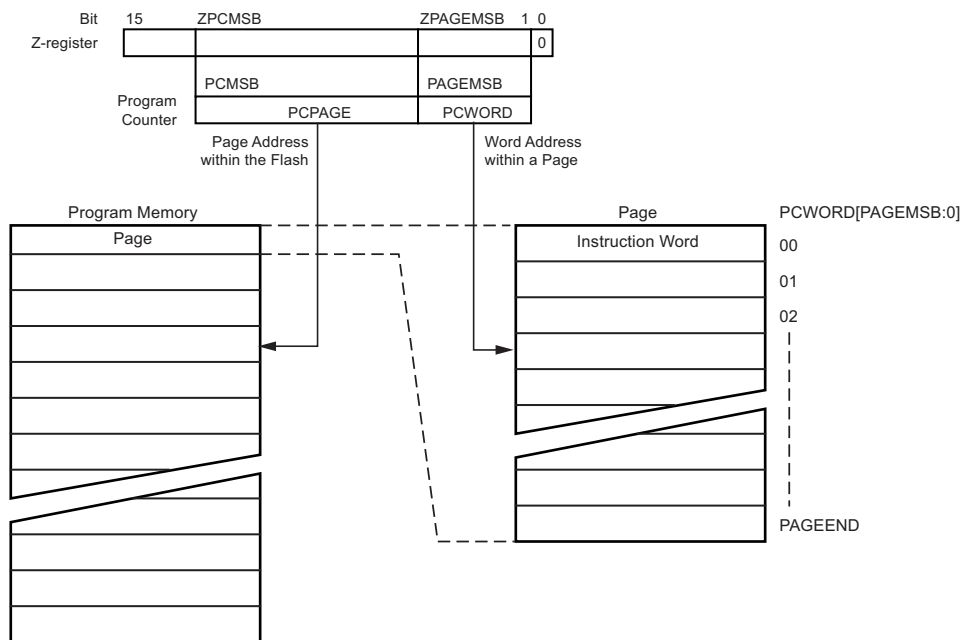 Bit 15 ZPCMSB ZPAGEMSB 1 0
Z-register 0
PCMSB PAGEMSB
Program
Counter
PCPAGE PCWORD
Page Address
within the Flash
Word Address
within a Page
Program Memory
Page
Page
Instruction Word
PCWORD[PAGEMSB:0]
00
01
02
PAGEEND